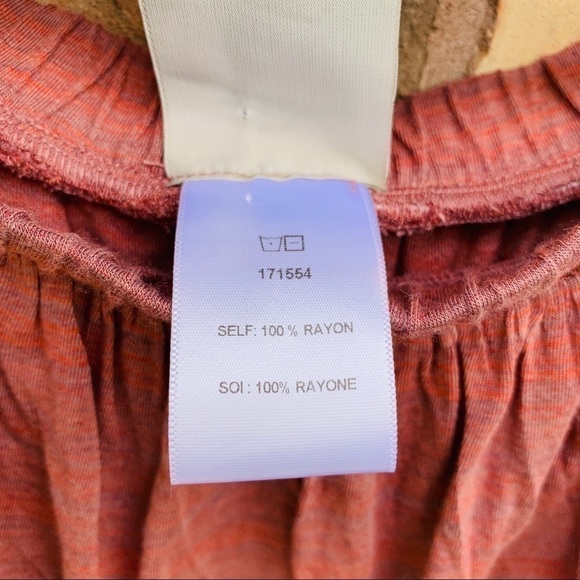 171554
SELF: 100 % RAYON
SOI : 100% RAYONE